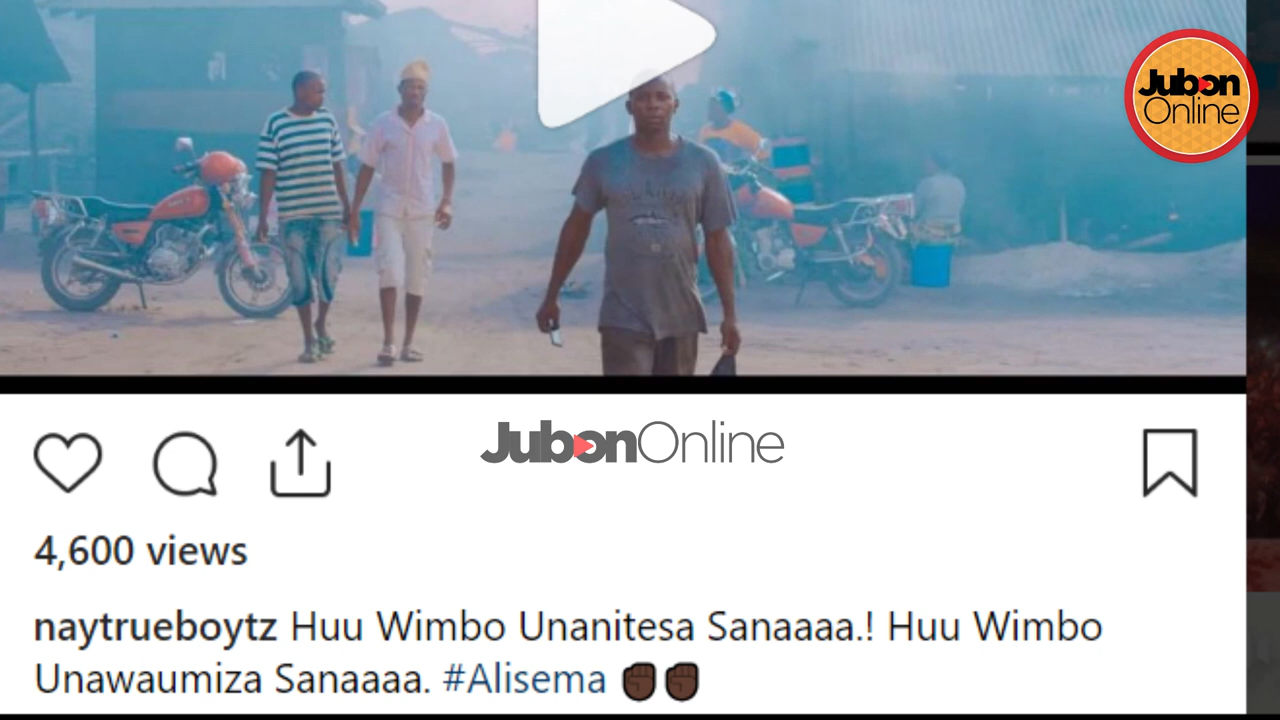 Jubon
Online
JubonOnline
4,600 views
naytrueboytz Huu Wimbo Unanitesa Sanaaaa.! Huu Wimbo
Unawaumiza Sanaaaa. #Alisema ✊🏿✊🏿